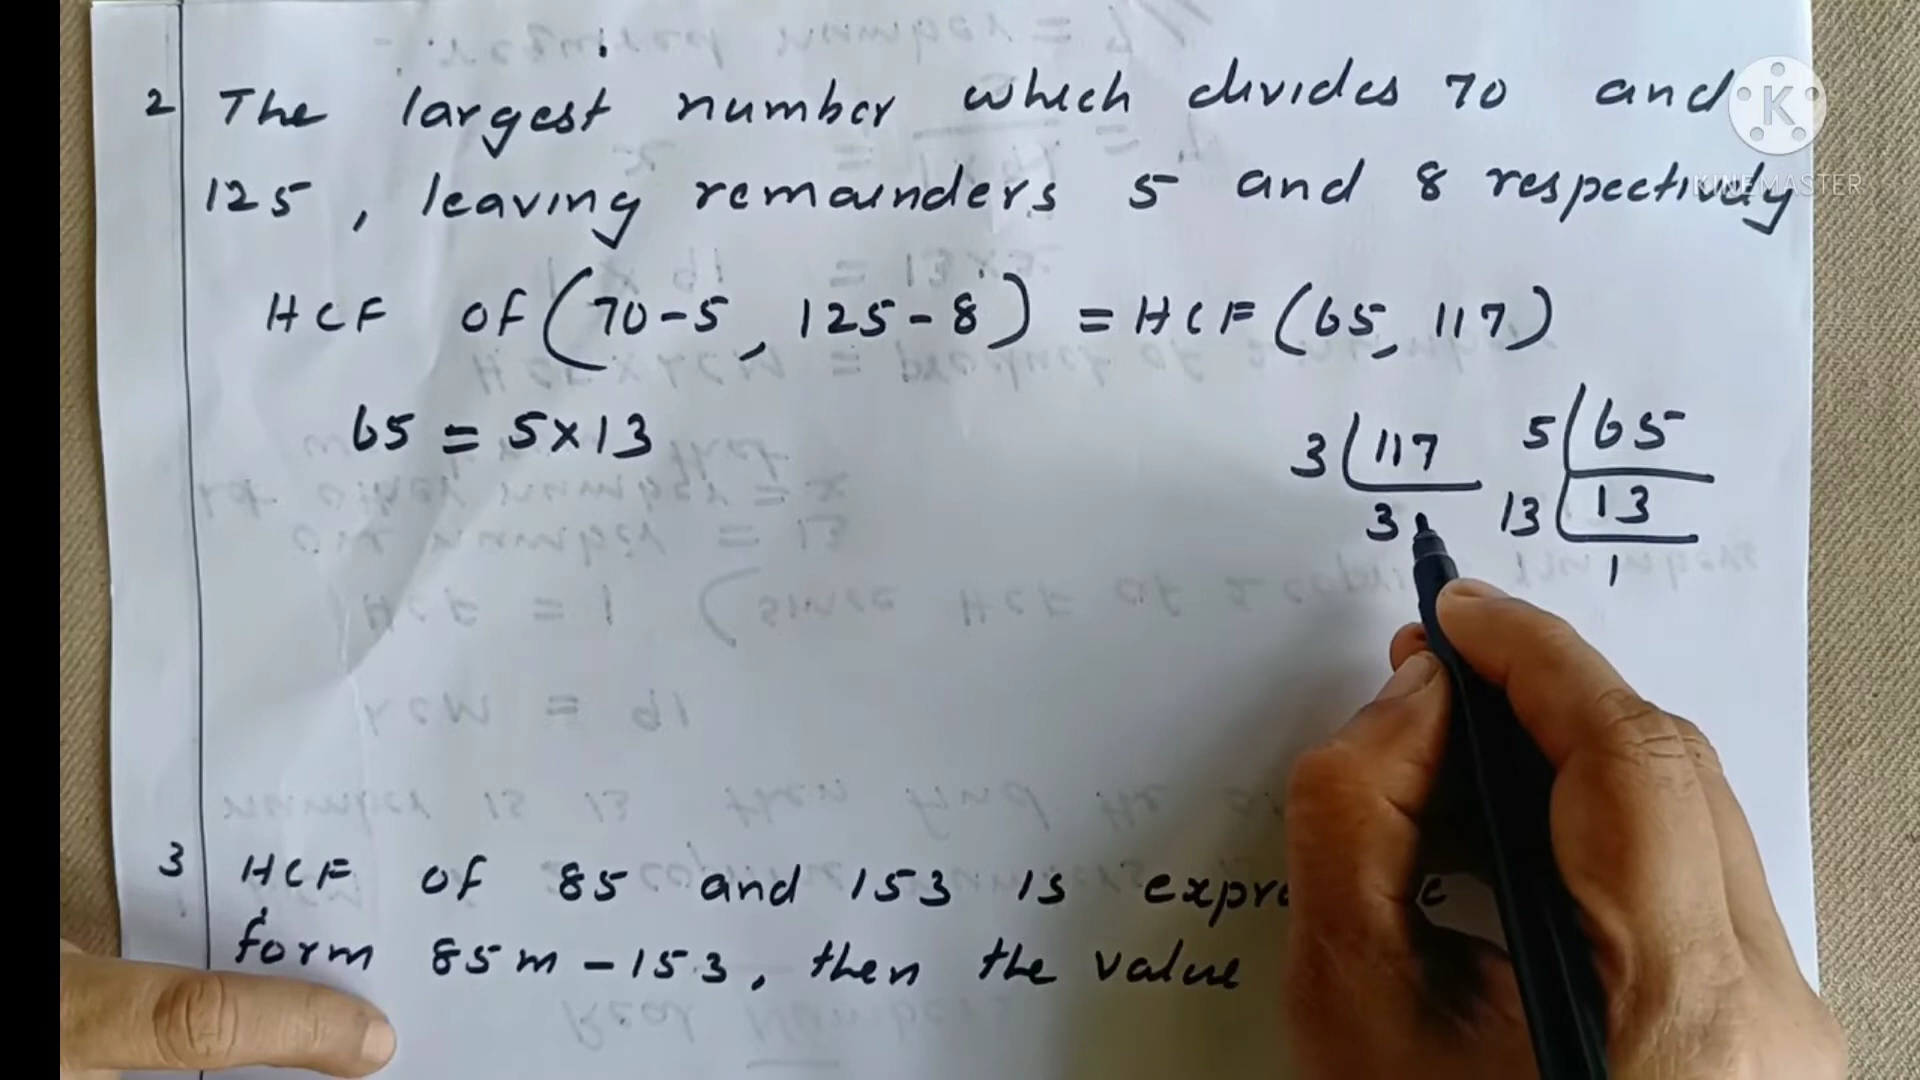 2 The largest number which divides 70 and
125, leaving remainders 5 and 8 respectively
HCF of (70-5, 125-8) = HCF (65, 117)
65 = 5×13
3 117 5 65
3 13 13
1
3 HCF of 85 and 153 is
form 85m - 153, then the value
K
KINEMASTER